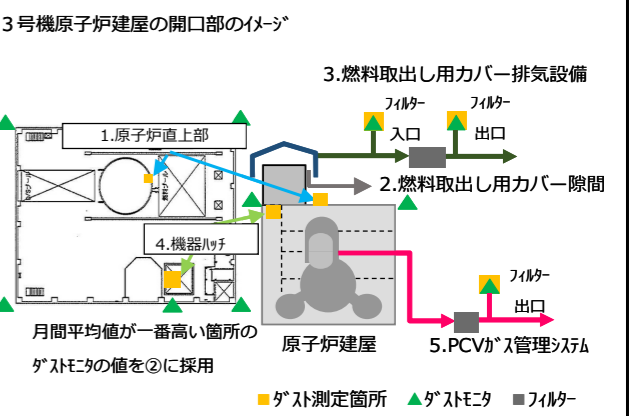 ３号機原子炉建屋の開口部のｲﾒｰｼﾞ
3.燃料取出し用カバー排気設備
ﾌｨﾙﾀｰ
入口
ﾌｨﾙﾀｰ
出口
1.原子炉直上部
2.燃料取出し用カバー隙間
4.機器ﾊｯﾁ
ﾌｨﾙﾀｰ
出口
月間平均値が一番高い箇所の
ﾀﾞｽﾄﾓﾆﾀの値を②に採用
原子炉建屋
5.PCVｶﾞｽ管理ｼｽﾃﾑ
■ﾀﾞｽﾄ測定箇所 ▲ﾀﾞｽﾄﾓﾆﾀ ■ﾌｨﾙﾀｰ